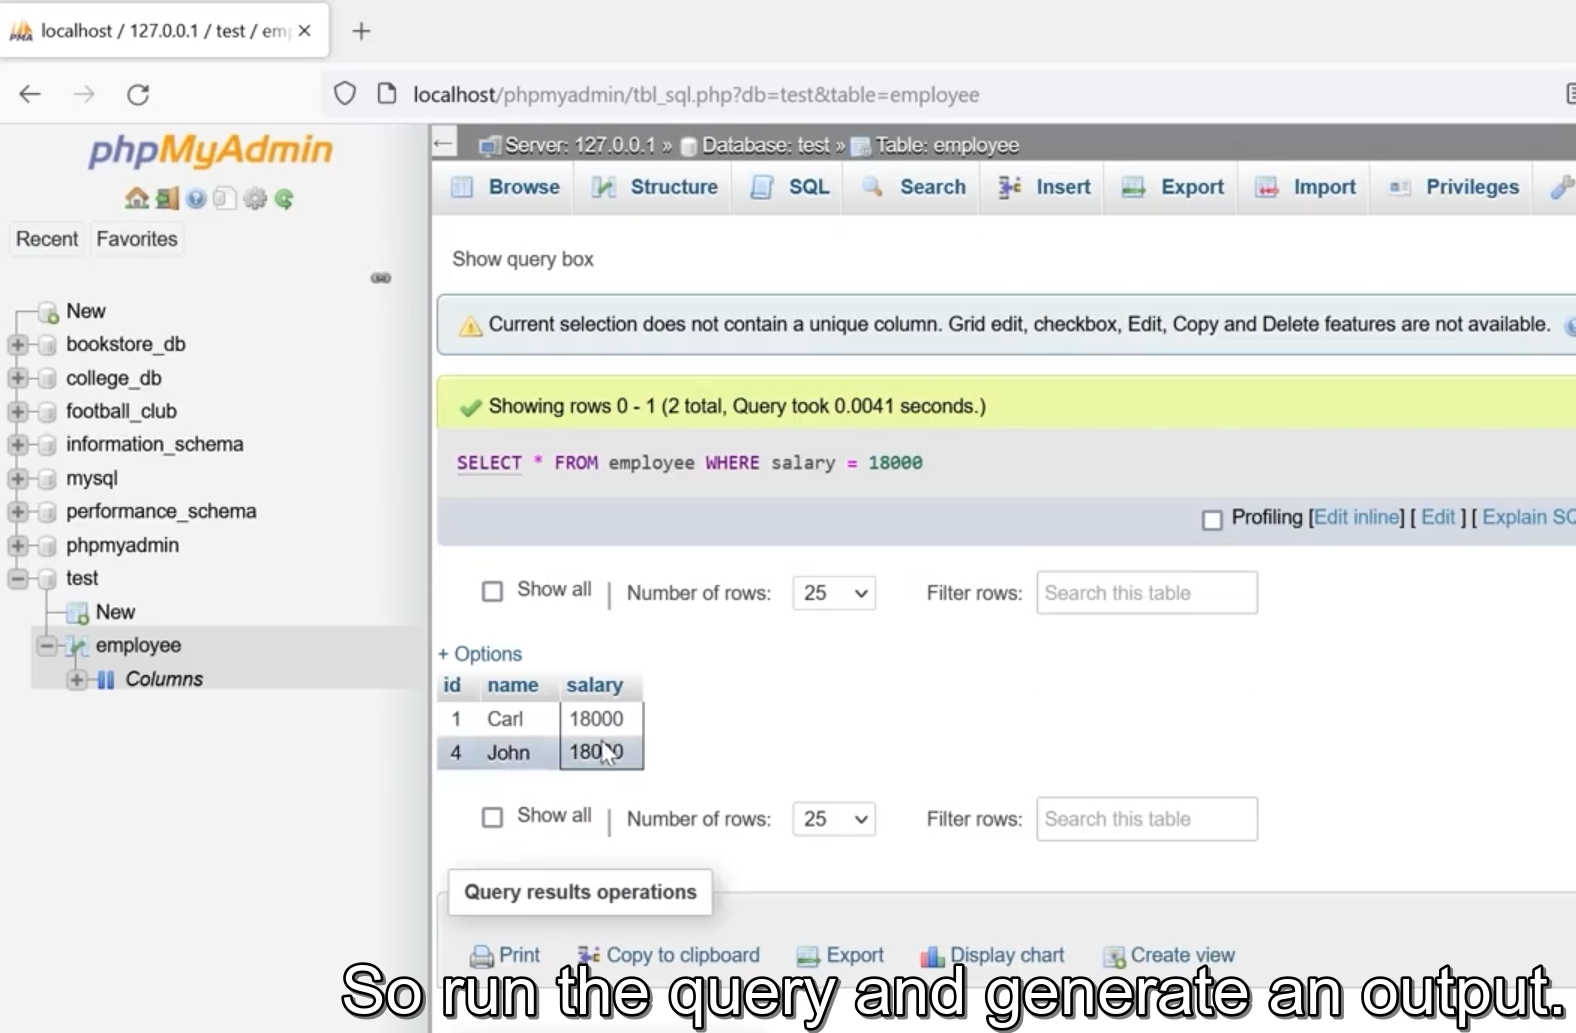 localhost / 127.0.0.1 / test / em
localhost/phpmyadmin/tbl_sql.php?db=test&table=employee
phpMyAdmin
Recent Favorites
New
bookstore_db
college_db
football_club
information_schema
mysql
performance_schema
phpmyadmin
test
New
employee
Columns
Server: 127.0.0.1 » Database: test » Table: employee
Browse Structure SQL Search Insert Export Import Privileges
Show query box
Current selection does not contain a unique column. Grid edit, checkbox, Edit, Copy and Delete features are not available.
Showing rows 0 - 1 (2 total, Query took 0.0041 seconds.)
SELECT * FROM employee WHERE salary = 18000
Profiling [Edit inline] [ Edit ] [ Explain SQ
Show all | Number of rows: 25 Filter rows: Search this table
+ Options
id name salary
1 Carl 18000
4 John 18000
Show all | Number of rows: 25 Filter rows: Search this table
Query results operations
Print Copy to clipboard Export Display chart Create view
So run the query and generate an output.